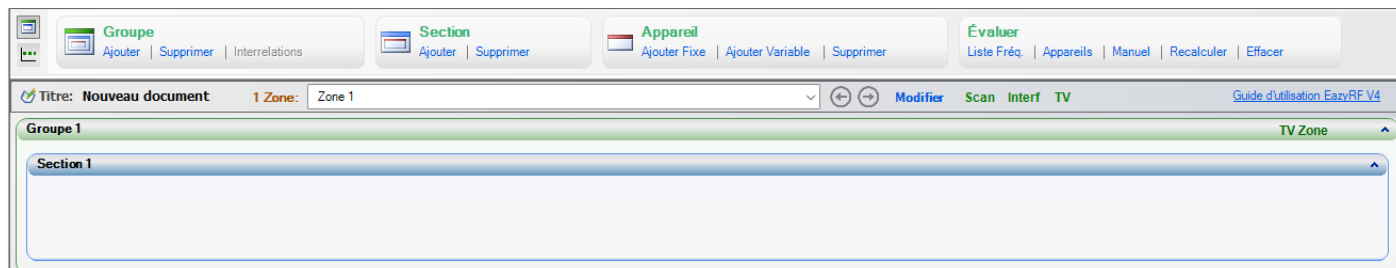 Groupe Section Appareil Évaluer
Ajouter | Supprimer | Interrelations Ajouter | Supprimer Ajouter Fixe | Ajouter Variable | Supprimer Liste Fréq. | Appareils | Manuel | Recalculer | Effacer
Titre: Nouveau document 1 Zone: Zone 1 Modifier Scan Interf TV Guide d'utilisation EazyRF V4
Groupe 1 TV Zone
Section 1